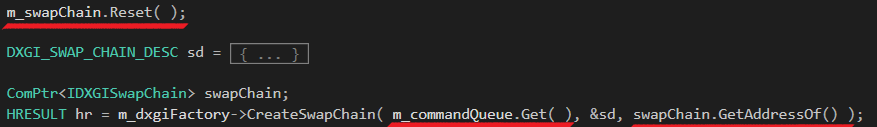 m_swapChain.Reset( );
DXGI_SWAP_CHAIN_DESC sd = { ... }
ComPtr<IDXGISwapChain> swapChain;
HRESULT hr = m_dxgiFactory->CreateSwapChain( m_commandQueue.Get( ), &sd, swapChain.GetAddressOf() );